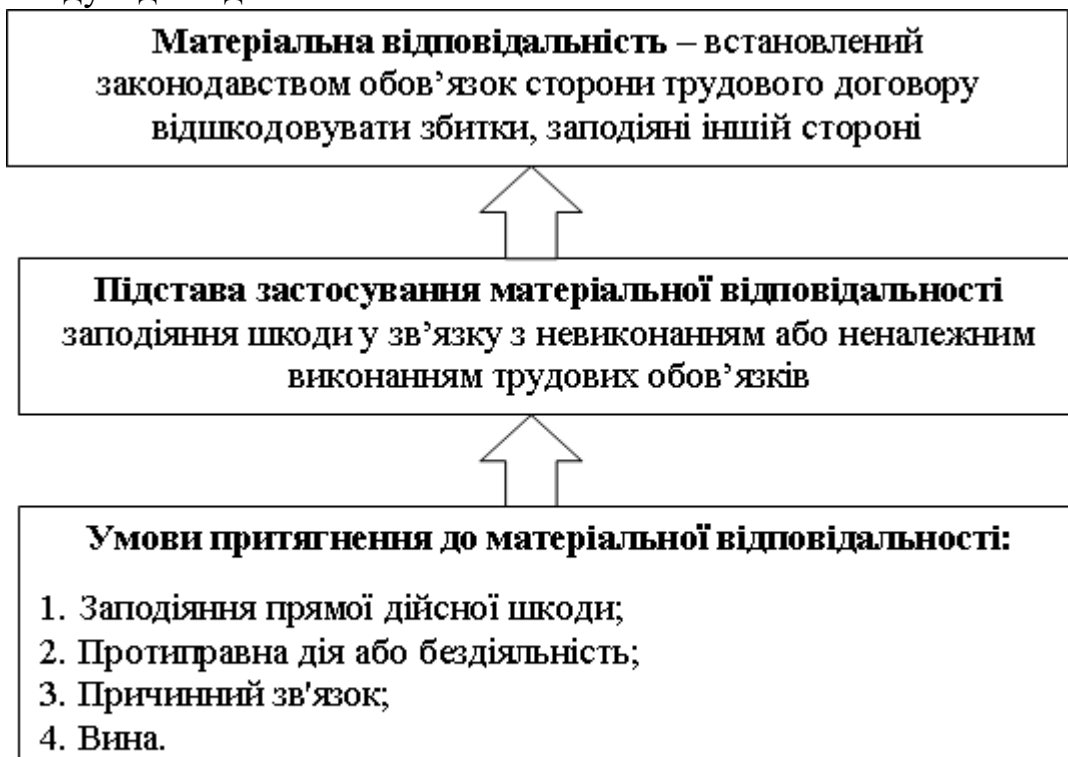 Матеріальна відповідальність – встановлений
законодавством обов’язок сторони трудового договору
відшкодовувати збитки, заподіяні іншій стороні
Підстава застосування матеріальної відповідальності
заподіяння шкоди у зв’язку з невиконанням або неналежним
виконанням трудових обов’язків
Умови притягнення до матеріальної відповідальності:
1. Заподіяння прямої дійсної шкоди;
2. Протиправна дія або бездіяльність;
3. Причинний зв'язок;
4. Вина.